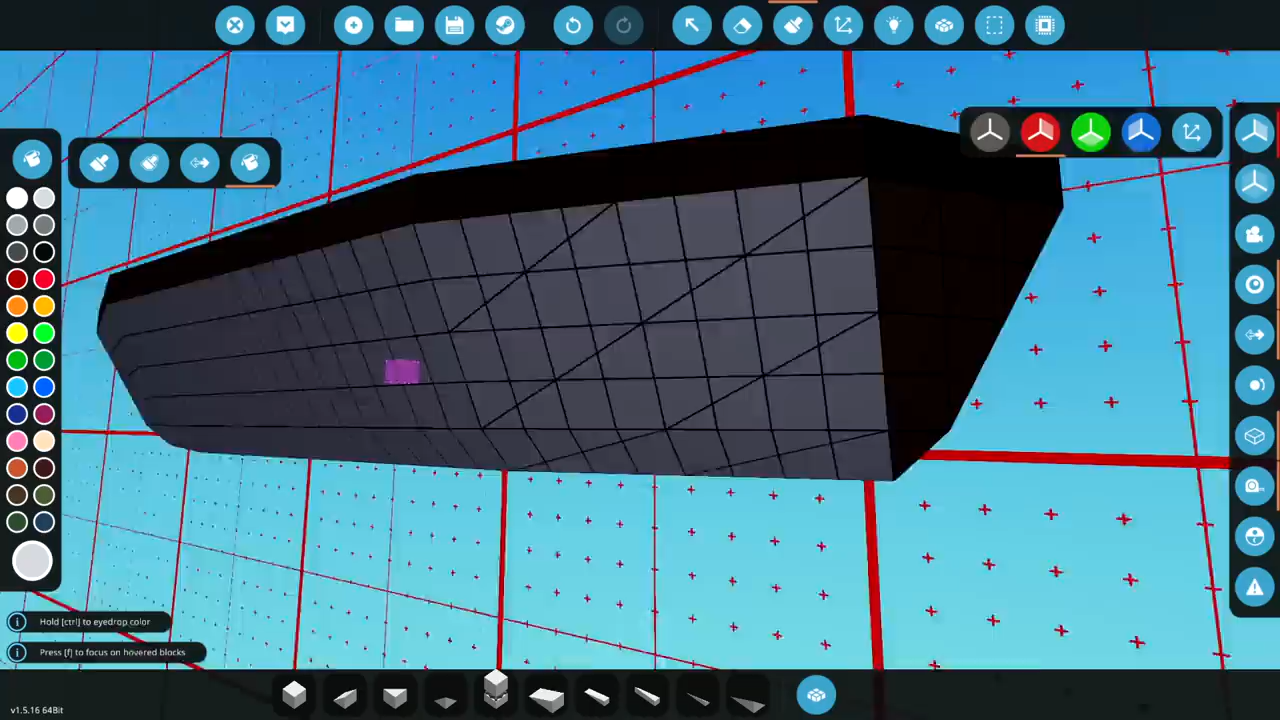 Hold [ctrl] to eyedrop color
Press [f] to focus on hovered blocks
v1.5.16 64Bit